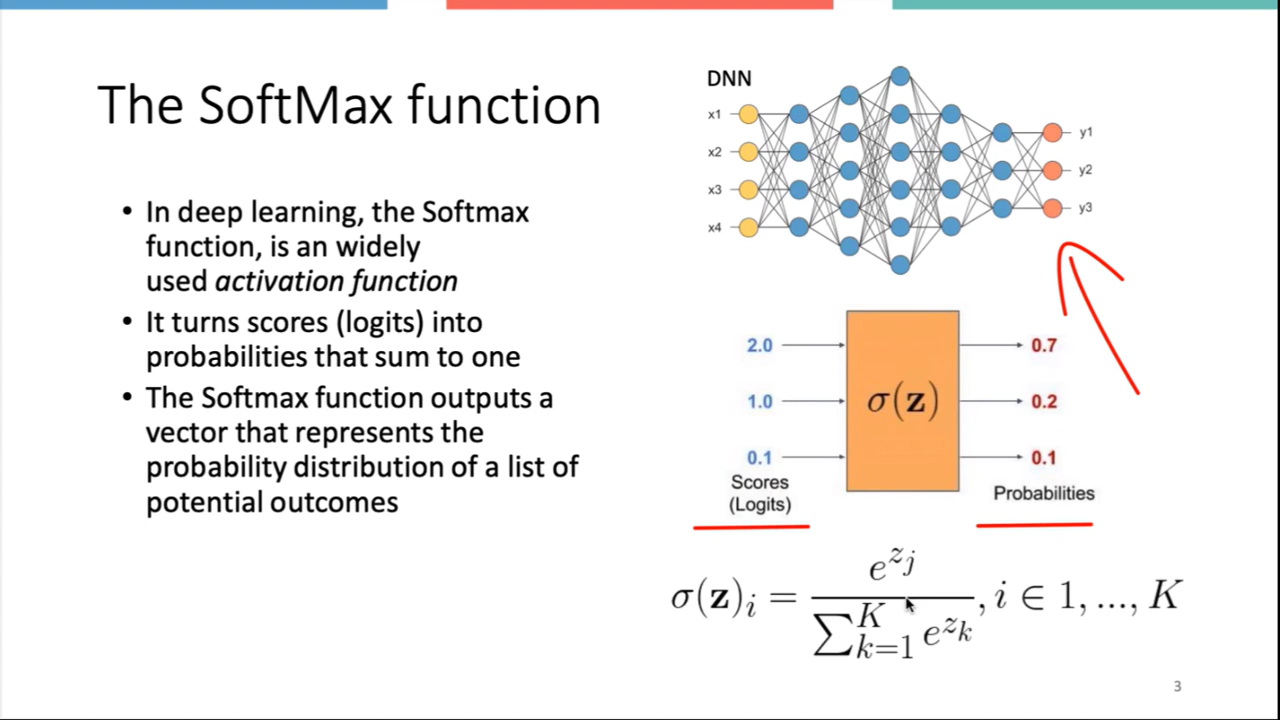 The SoftMax function
• In deep learning, the Softmax
function, is an widely
used activation function
• It turns scores (logits) into
probabilities that sum to one
• The Softmax function outputs a
vector that represents the
probability distribution of a list of
potential outcomes
DNN
x1
x2
x3
x4
y1
y2
y3
2.0
1.0
0.1
Scores
(Logits)
σ(z)
0.7
0.2
0.1
Probabilities
σ(z)_i = e^{z_j} / ∑_{k=1}^{K} e^{z_k}, i ∈ 1, ..., K
3